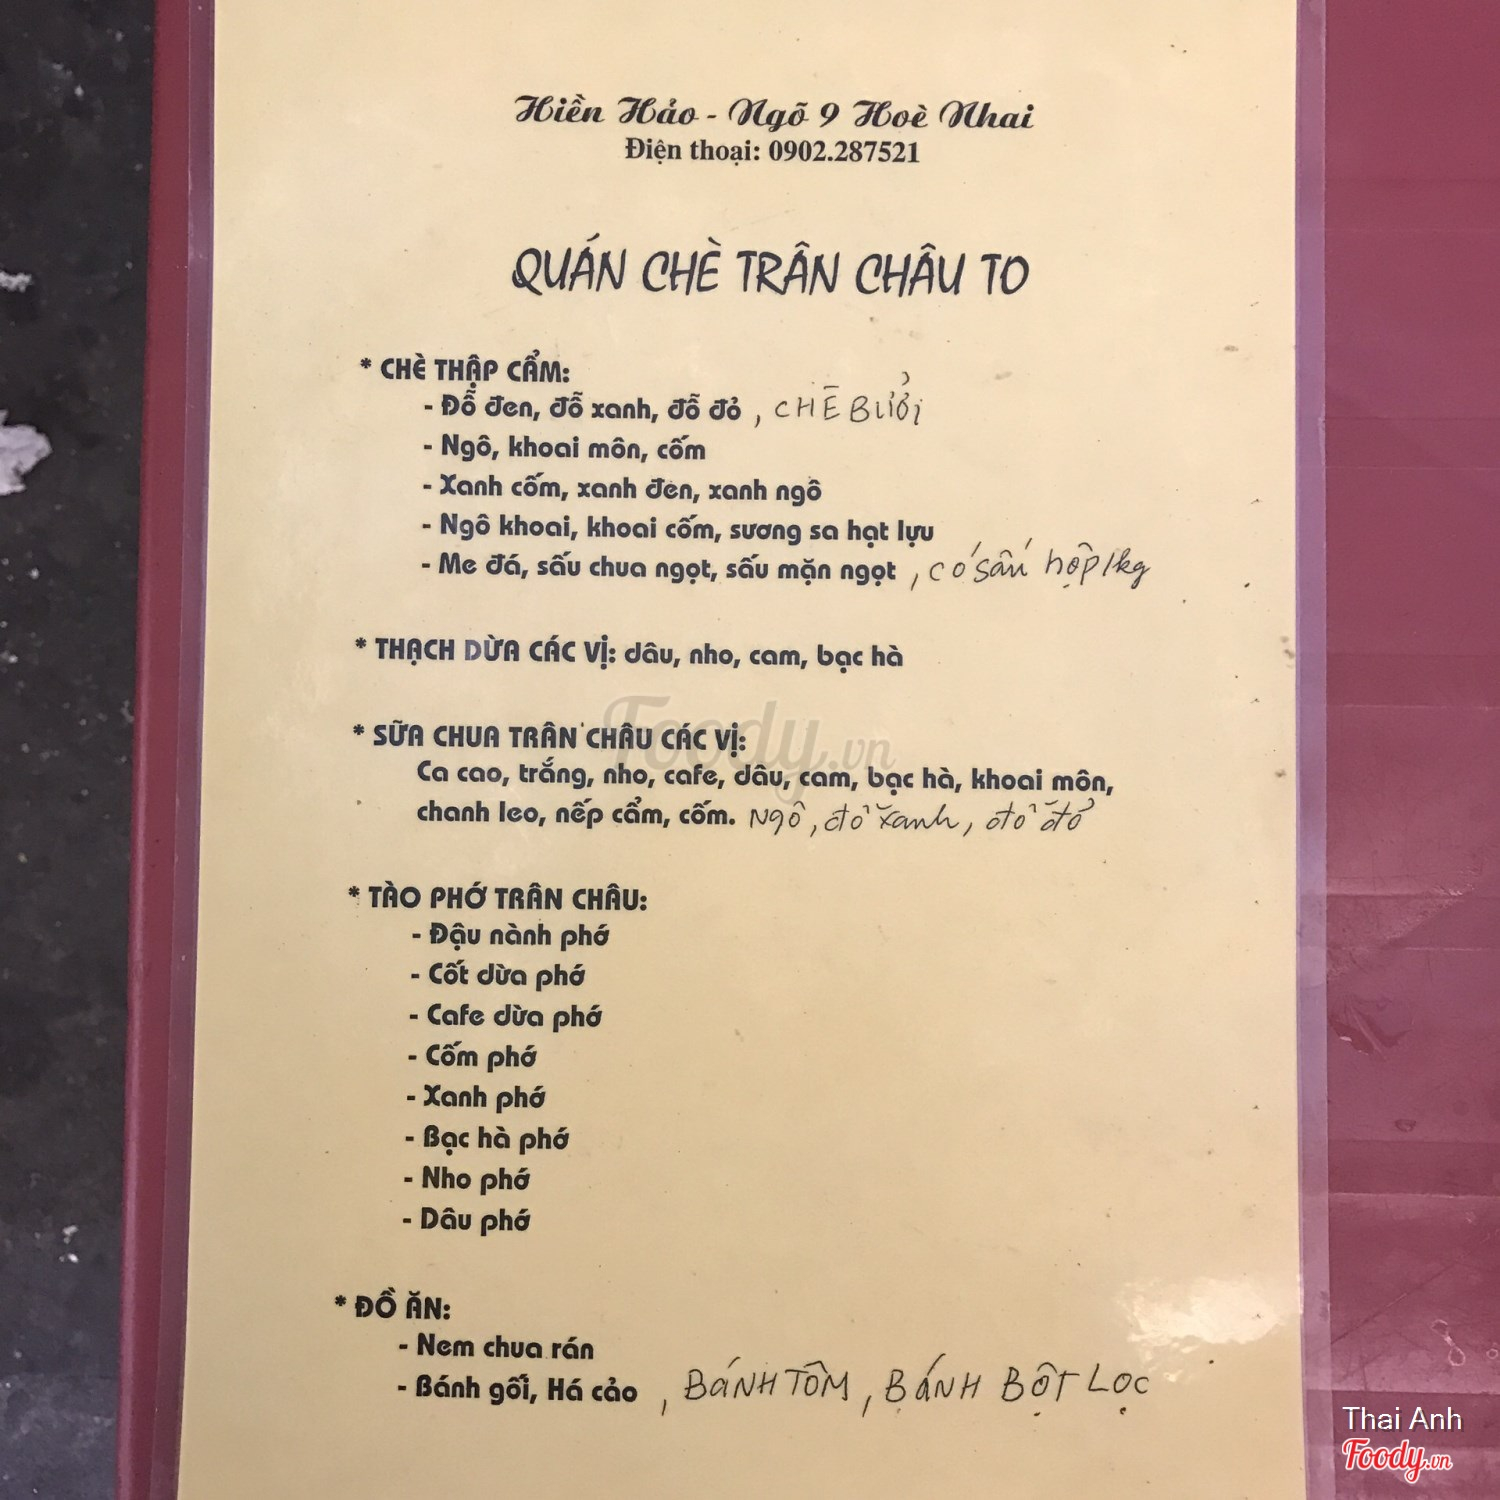 Hiền Hảo - Ngõ 9 Hoè Nhai
Điện thoại: 0902.287521
QUÁN CHÈ TRÂN CHÂU TO
* CHÈ THẬP CẨM:
- Đỗ đen, đỗ xanh, đỗ đỏ , CHÈ BƯỞI
- Ngô, khoai môn, cốm
- Xanh cốm, xanh đen, xanh ngô
- Ngô khoai, khoai cốm, sương sa hạt lựu
- Me đá, sấu chua ngọt, sấu mặn ngọt , có sấu hộp 1kg
* THẠCH DỪA CÁC VỊ: dâu, nho, cam, bạc hà
* SỮA CHUA TRÂN CHÂU CÁC VỊ:
Ca cao, trắng, nho, cafe, dâu, cam, bạc hà, khoai môn,
chanh leo, nếp cẩm, cốm. Ngô, đỗ xanh, đỗ đỏ
* TÀO PHỚ TRÂN CHÂU:
- Đậu nành phớ
- Cốt dừa phớ
- Cafe dừa phớ
- Cốm phớ
- Xanh phớ
- Bạc hà phớ
- Nho phớ
- Dâu phớ
* ĐỒ ĂN:
- Nem chua rán
- Bánh gối, Há cảo , BÁNH TÔM, BÁNH BỘT LỌC
Foody.vn
Thai Anh
Foody.vn